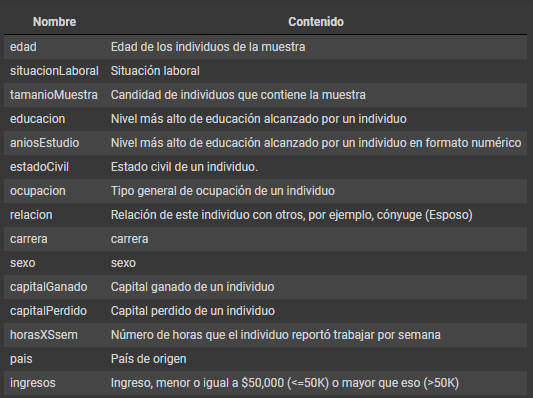 Nombre Contenido
edad Edad de los individuos de la muestra
situacionLaboral Situación laboral
tamanioMuestra Candidad de individuos que contiene la muestra
educacion Nivel más alto de educación alcanzado por un individuo
aniosEstudio Nivel más alto de educación alcanzado por un individuo en formato numérico
estadoCivil Estado civil de un individuo.
ocupacion Tipo general de ocupación de un individuo
relacion Relación de este individuo con otros, por ejemplo, cónyuge (Esposo)
carrera carrera
sexo sexo
capitalGanado Capital ganado de un individuo
capitalPerdido Capital perdido de un individuo
horasXSsem Número de horas que el individuo reportó trabajar por semana
pais País de origen
ingresos Ingreso, menor o igual a $50,000 (<=50K) o mayor que eso (>50K)